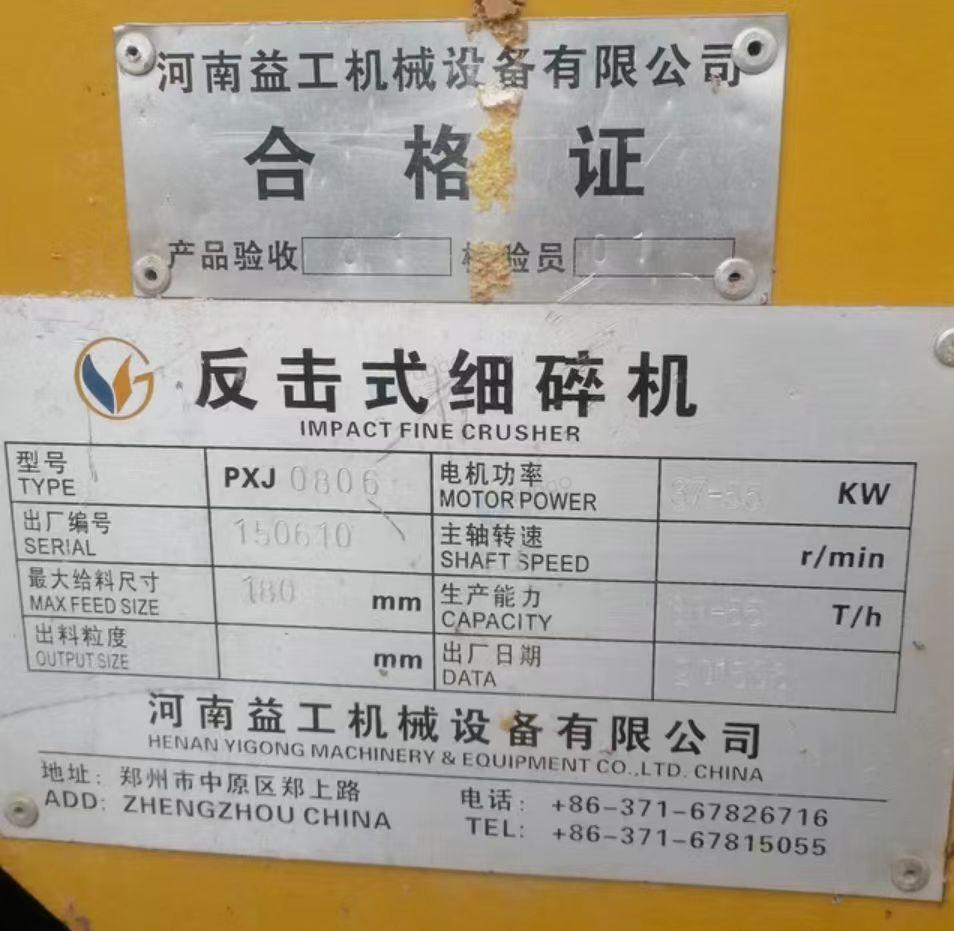 河南益工机械设备有限公司
合格证
产品验收 检验员
反击式细碎机
IMPACT FINE CRUSHER
型号 TYPE PXJ 0806 电机功率 MOTOR POWER 37-55 KW
出厂编号 SERIAL 150610 主轴转速 SHAFT SPEED r/min
最大给料尺寸 MAX FEED SIZE 180 mm 生产能力 CAPACITY T/h
出料粒度 OUTPUT SIZE mm 出厂日期 DATA
河南益工机械设备有限公司
HENAN YIGONG MACHINERY & EQUIPMENT CO.,LTD. CHINA
地址：郑州市中原区郑上路 电话：+86-371-67826716
ADD: ZHENGZHOU CHINA TEL: +86-371-67815055